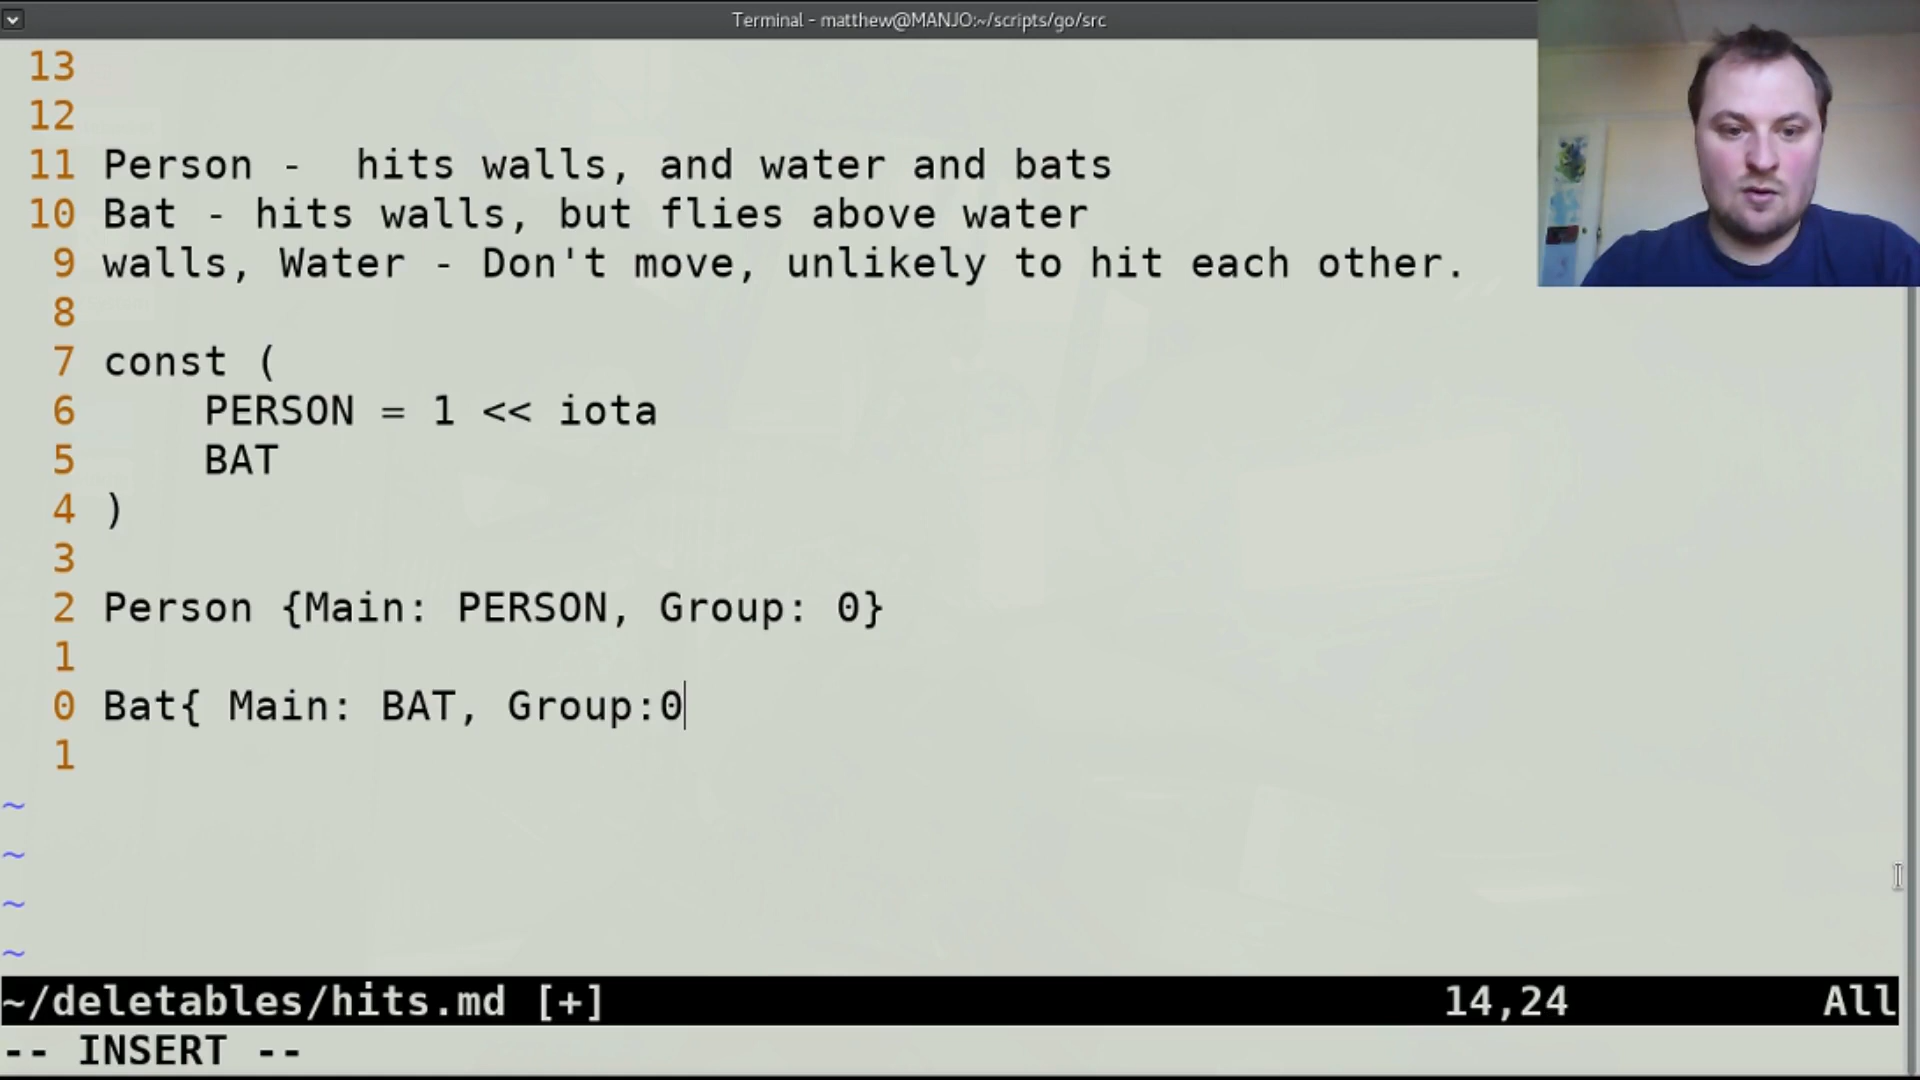 Terminal - matthew@MANJO:~/scripts/go/src
13
12
11 Person -  hits walls, and water and bats
10 Bat - hits walls, but flies above water
9 walls, Water - Don't move, unlikely to hit each other.
8
7 const (
6     PERSON = 1 << iota
5     BAT
4 )
3
2 Person {Main: PERSON, Group: 0}
1
0 Bat{ Main: BAT, Group:0
1
~
~
~
~
~/deletables/hits.md [+] 14,24 All
-- INSERT --